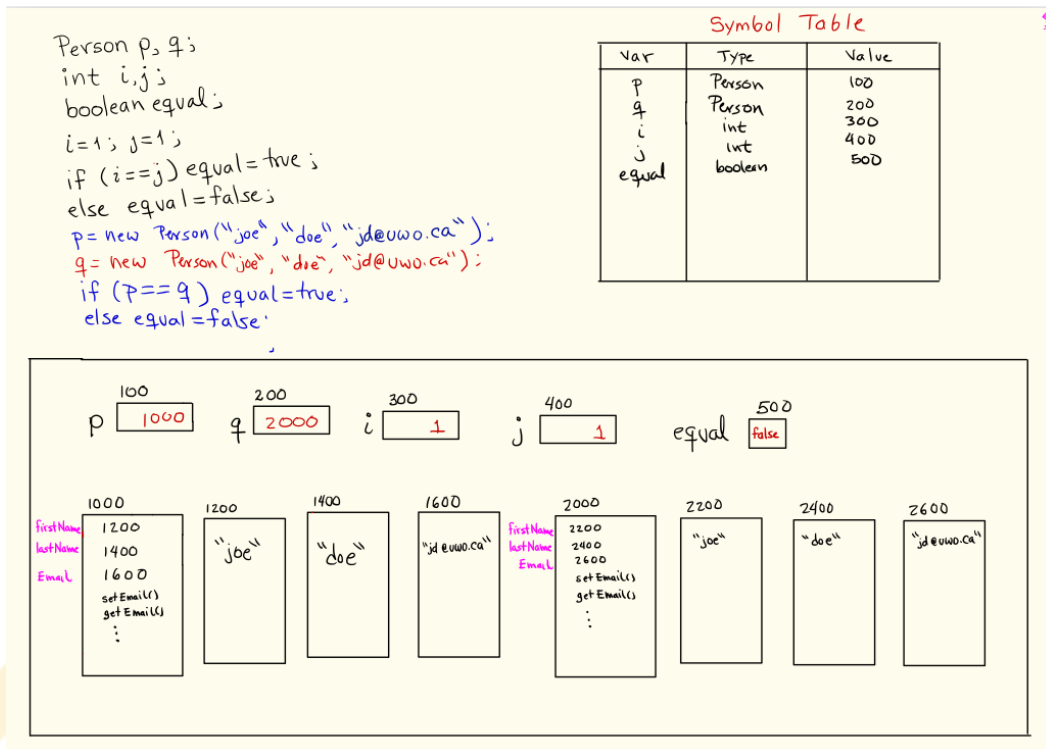 Person p, q;
int i,j;
boolean equal;
i=1; j=1;
if (i==j) equal=true;
else equal=false;
p= new Person("joe", "doe", "jd@uwo.ca");
q= new Person("joe", "doe", "jd@uwo.ca");
if (p==q) equal=true;
else equal=false;
Symbol Table
Var Type Value
p Person 100
q Person 200
i int 300
j int 400
equal boolean 500
100 200 300 400 500
p 1000 q 2000 i 1 j 1 equal false
1000 1200 1400 1600 2000 2200 2400 2600
firstName 1200 "joe" "doe" "jd@uwo.ca" firstName 2200 "joe" "doe" "jd@uwo.ca"
lastName 1400 lastName 2400
Email 1600 Email 2600
setEmail() setEmail()
getEmail() getEmail()